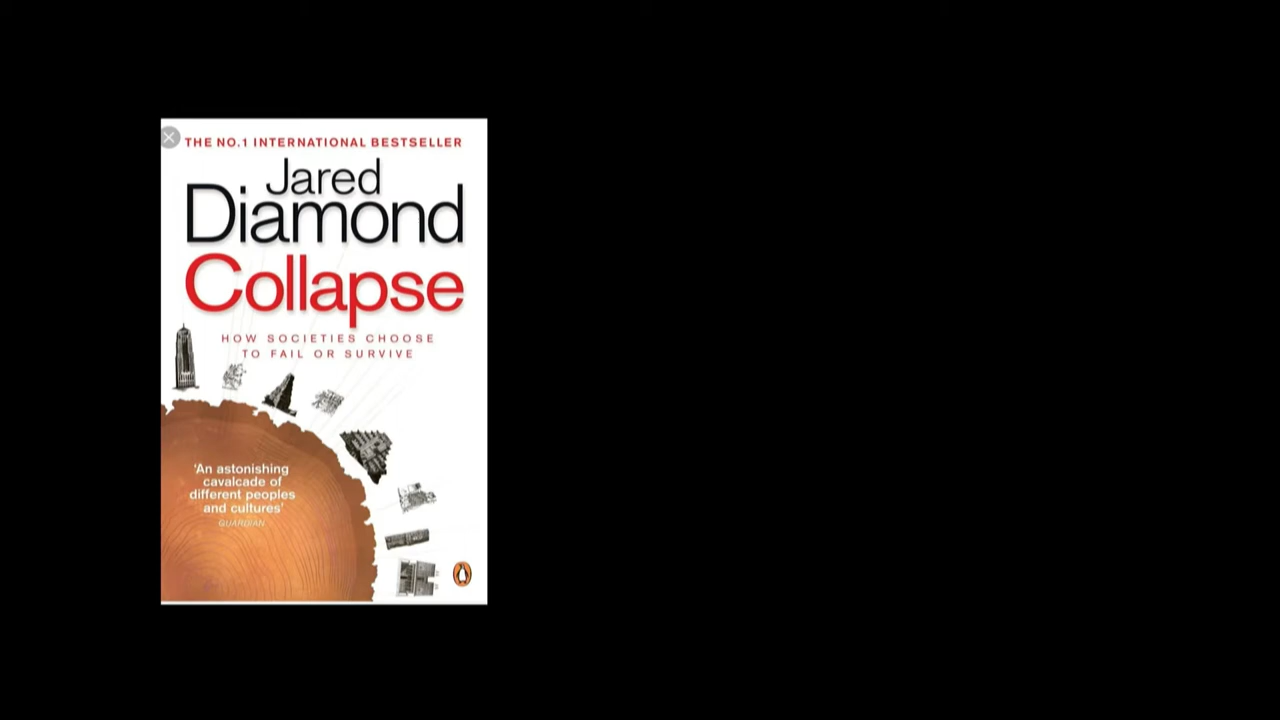 THE NO.1 INTERNATIONAL BESTSELLER
Jared
Diamond
Collapse
HOW SOCIETIES CHOOSE
TO FAIL OR SURVIVE
'An astonishing
cavalcade of
different peoples
and cultures'
GUARDIAN